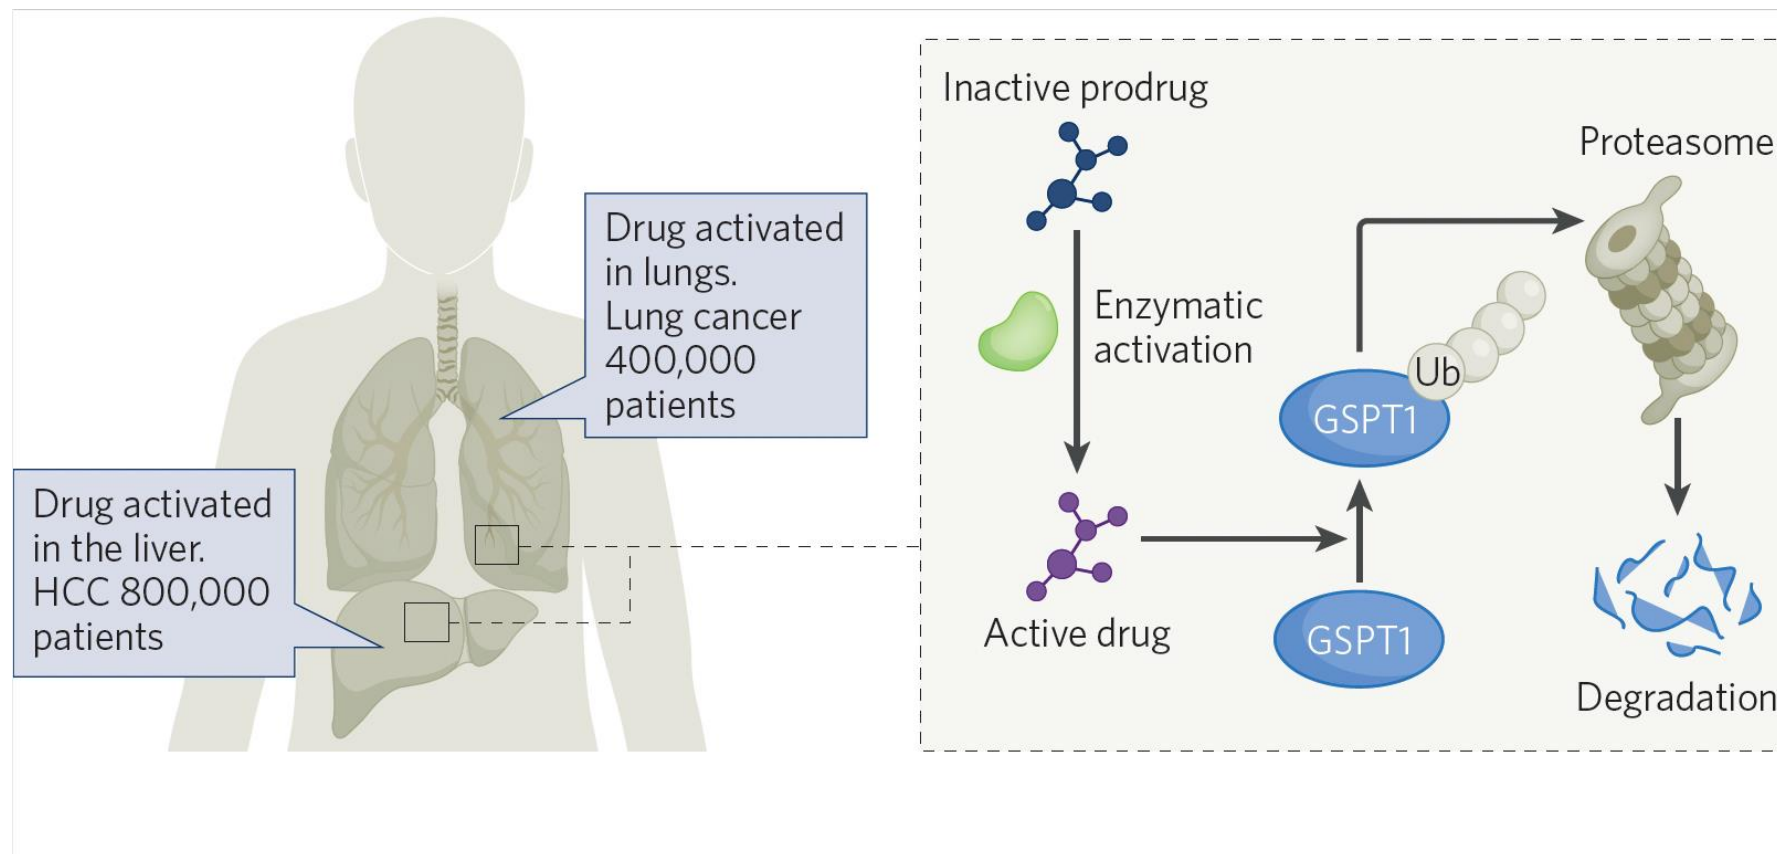 Drug activated
in lungs.
Lung cancer
400,000
patients
Drug activated
in the liver.
HCC 800,000
patients
Inactive prodrug
Enzymatic
activation
Active drug
GSPT1
Ub
GSPT1
Proteasome
Degradation